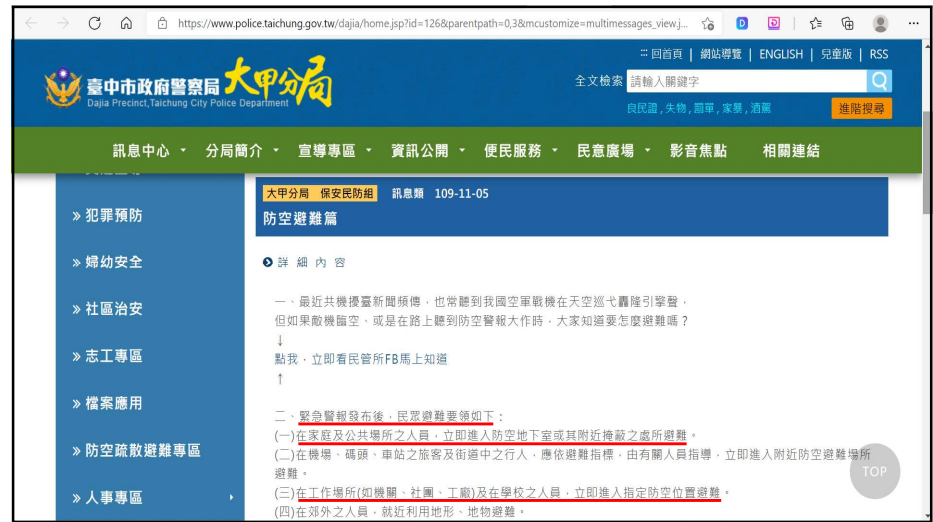 https://www.police.taichung.gov.tw/dajia/home.jsp?id=126&parentpath=0,3&mcustomize=multimessages_view.j...
:::回首頁 | 網站導覽 | ENGLISH | 兒童版 | RSS
臺中市政府警察局 大甲分局
Dajia Precinct,Taichung City Police Department
全文檢索 請輸入關鍵字
良民證,失物,罰單,家暴,酒駕 進階搜尋
訊息中心 分局簡介 宣導專區 資訊公開 便民服務 民意廣場 影音焦點 相關連結
大甲分局 保安民防組 訊息類 109-11-05
防空避難篇
» 犯罪預防
» 婦幼安全
» 社區治安
» 志工專區
» 檔案應用
» 防空疏散避難專區
» 人事專區
詳細內容
一、最近共機擾臺新聞頻傳,也常聽到我國空軍戰機在天空巡弋轟隆引擎聲,
但如果敵機臨空、或是在路上聽到防空警報大作時,大家知道要怎麼避難嗎?
↓
點我,立即看民管所FB馬上知道
↑
二、緊急警報發布後,民眾避難要領如下:
(一)在家庭及公共場所之人員,立即進入防空地下室或其附近掩蔽之處所避難。
(二)在機場、碼頭、車站之旅客及街道中之行人,應依避難指標,由有關人員指導,立即進入附近防空避難場所
避難。
(三)在工作場所(如機關、社團、工廠)及在學校之人員,立即進入指定防空位置避難。
(四)在郊外之人員,就近利用地形、地物避難。
TOP